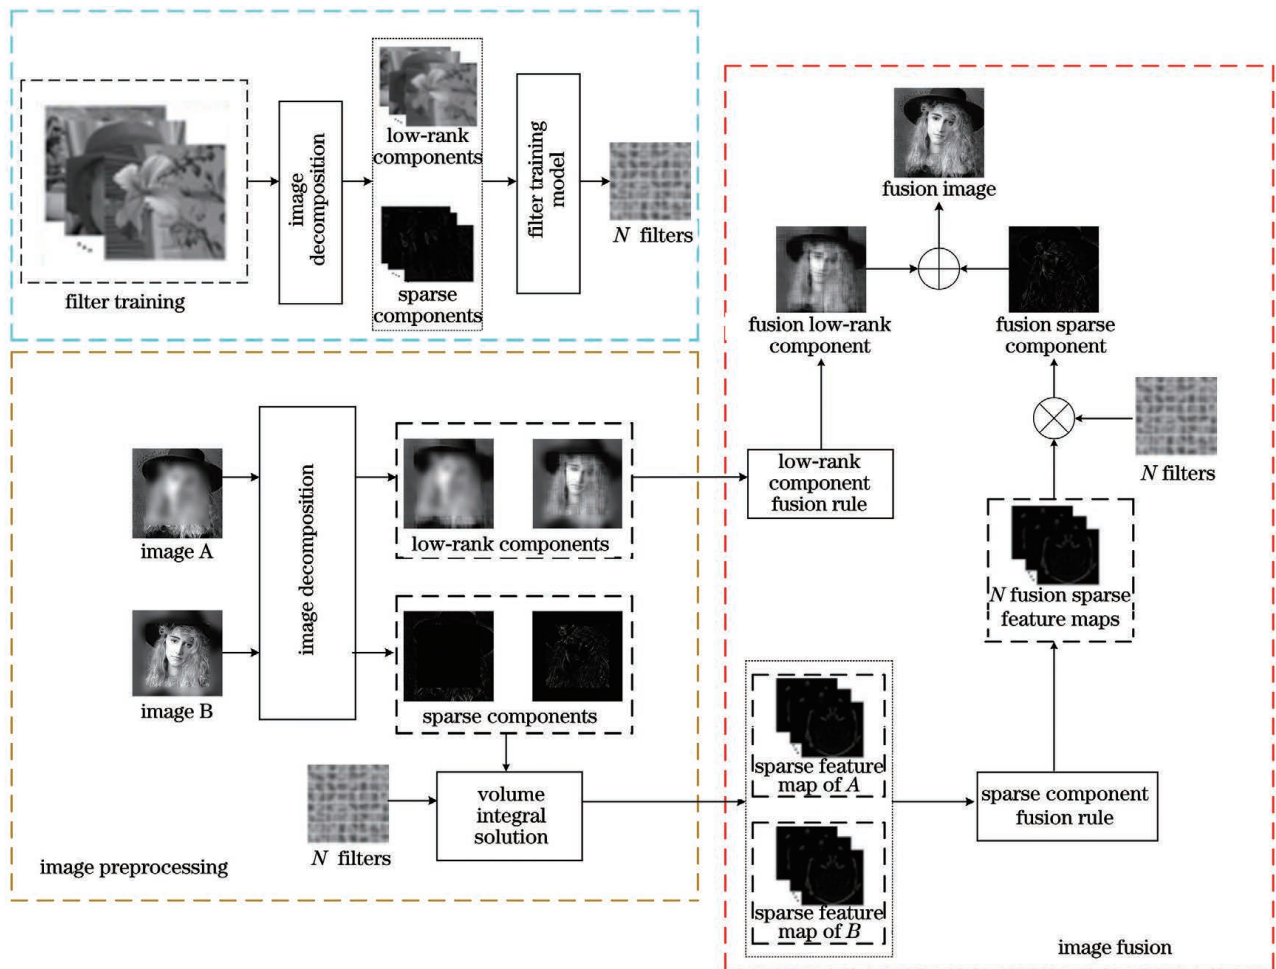 image
decomposition
low-rank
components
sparse
components
filter training
model
N filters
filter training
image A
image B
image decomposition
low-rank components
sparse components
N filters
volume
integral
solution
image preprocessing
fusion image
fusion low-rank
component
fusion sparse
component
low-rank
component
fusion rule
N filters
N fusion sparse
feature maps
sparse feature
map of A
sparse feature
map of B
sparse component
fusion rule
image fusion